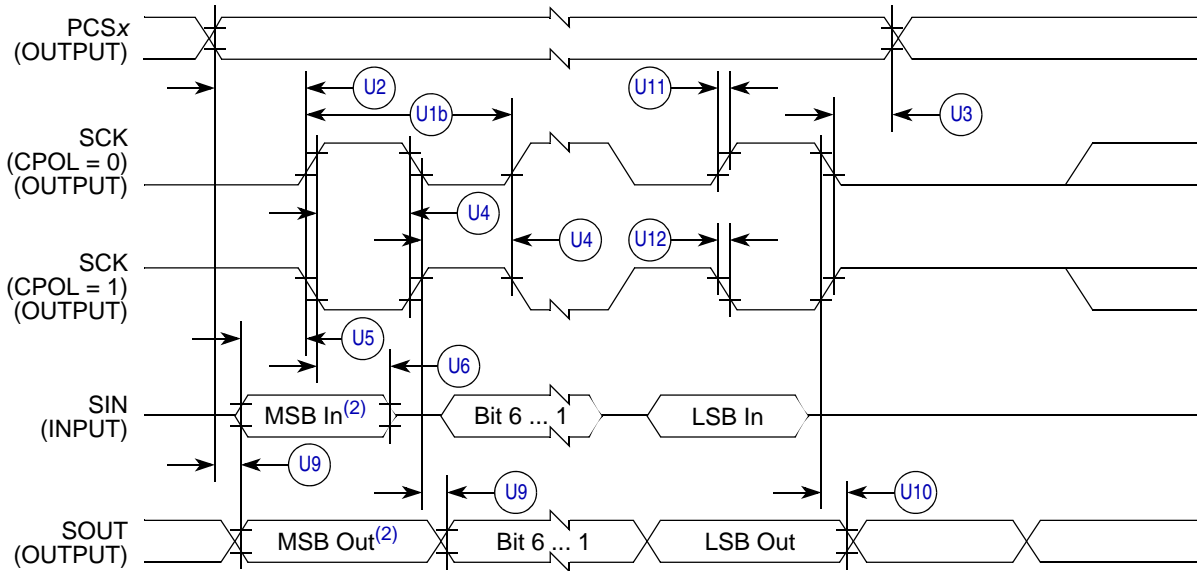 PCSx
(OUTPUT)
U2
U11
U1b
U3
SCK
(CPOL = 0)
(OUTPUT)
U4
U4
U12
SCK
(CPOL = 1)
(OUTPUT)
U5
U6
SIN
(INPUT)
MSB In(2)
Bit 6 ... 1
LSB In
U9
U9
U10
SOUT
(OUTPUT)
MSB Out(2)
Bit 6 ... 1
LSB Out